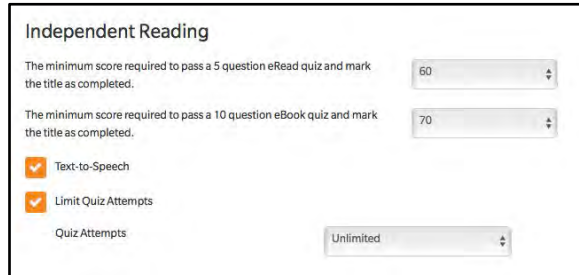 Independent Reading
The minimum score required to pass a 5 question eRead quiz and mark
the title as completed.
60
The minimum score required to pass a 10 question eBook quiz and mark
the title as completed.
70
Text-to-Speech
Limit Quiz Attempts
Quiz Attempts
Unlimited